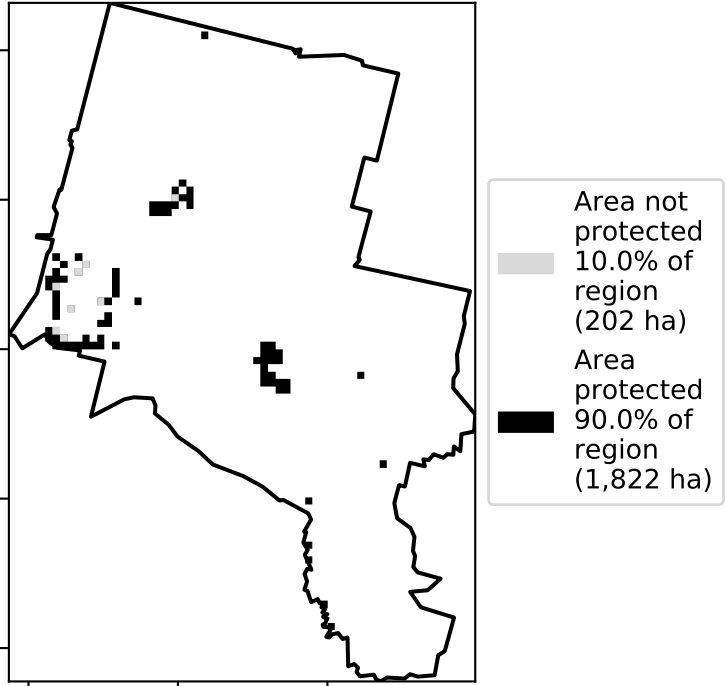 Area not
protected
10.0% of
region
(202 ha)
Area
protected
90.0% of
region
(1,822 ha)